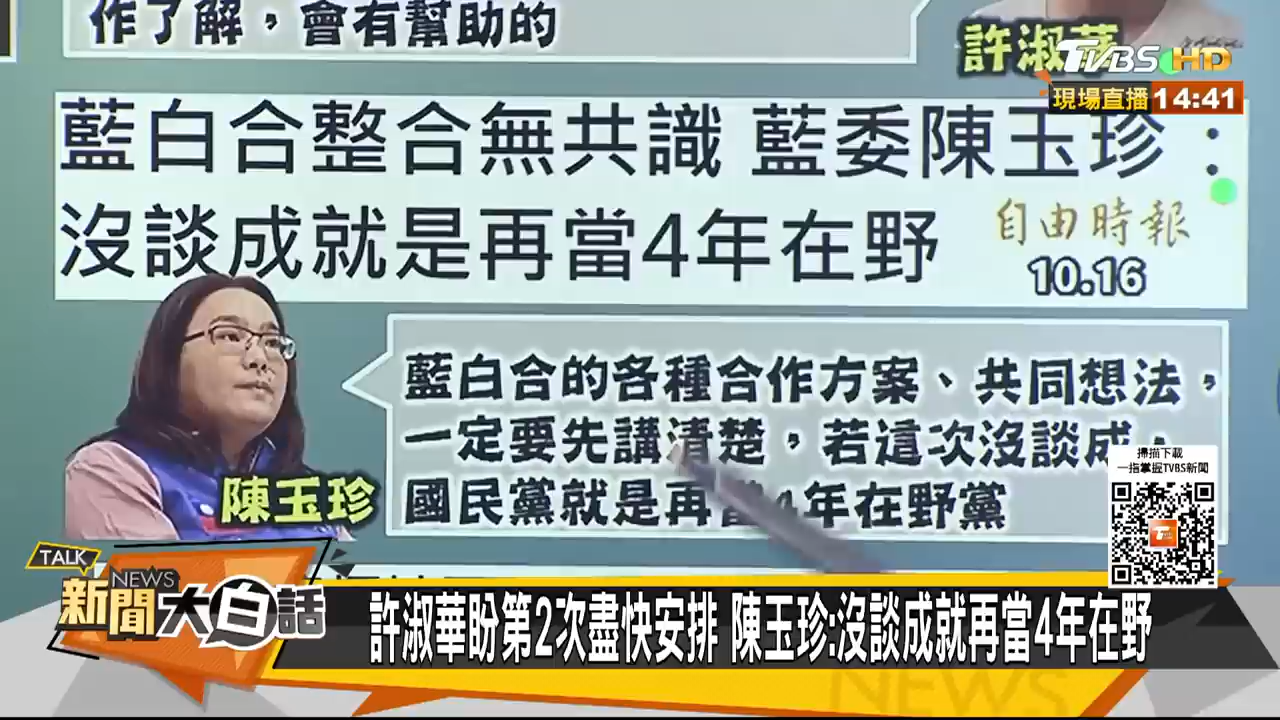 作了解，會有幫助的
許淑華
TVBS HD
現場直播 14:41
藍白合整合無共識 藍委陳玉珍：
沒談成就是再當4年在野
自由時報
10.16
藍白合的各種合作方案、共同想法，
一定要先講清楚，若這次沒談成，
國民黨就是再當4年在野黨
陳玉珍
掃描下載
一指掌握TVBS新聞
TALK
NEWS
新聞大白話
許淑華盼第2次盡快安排 陳玉珍:沒談成就再當4年在野
NEWS